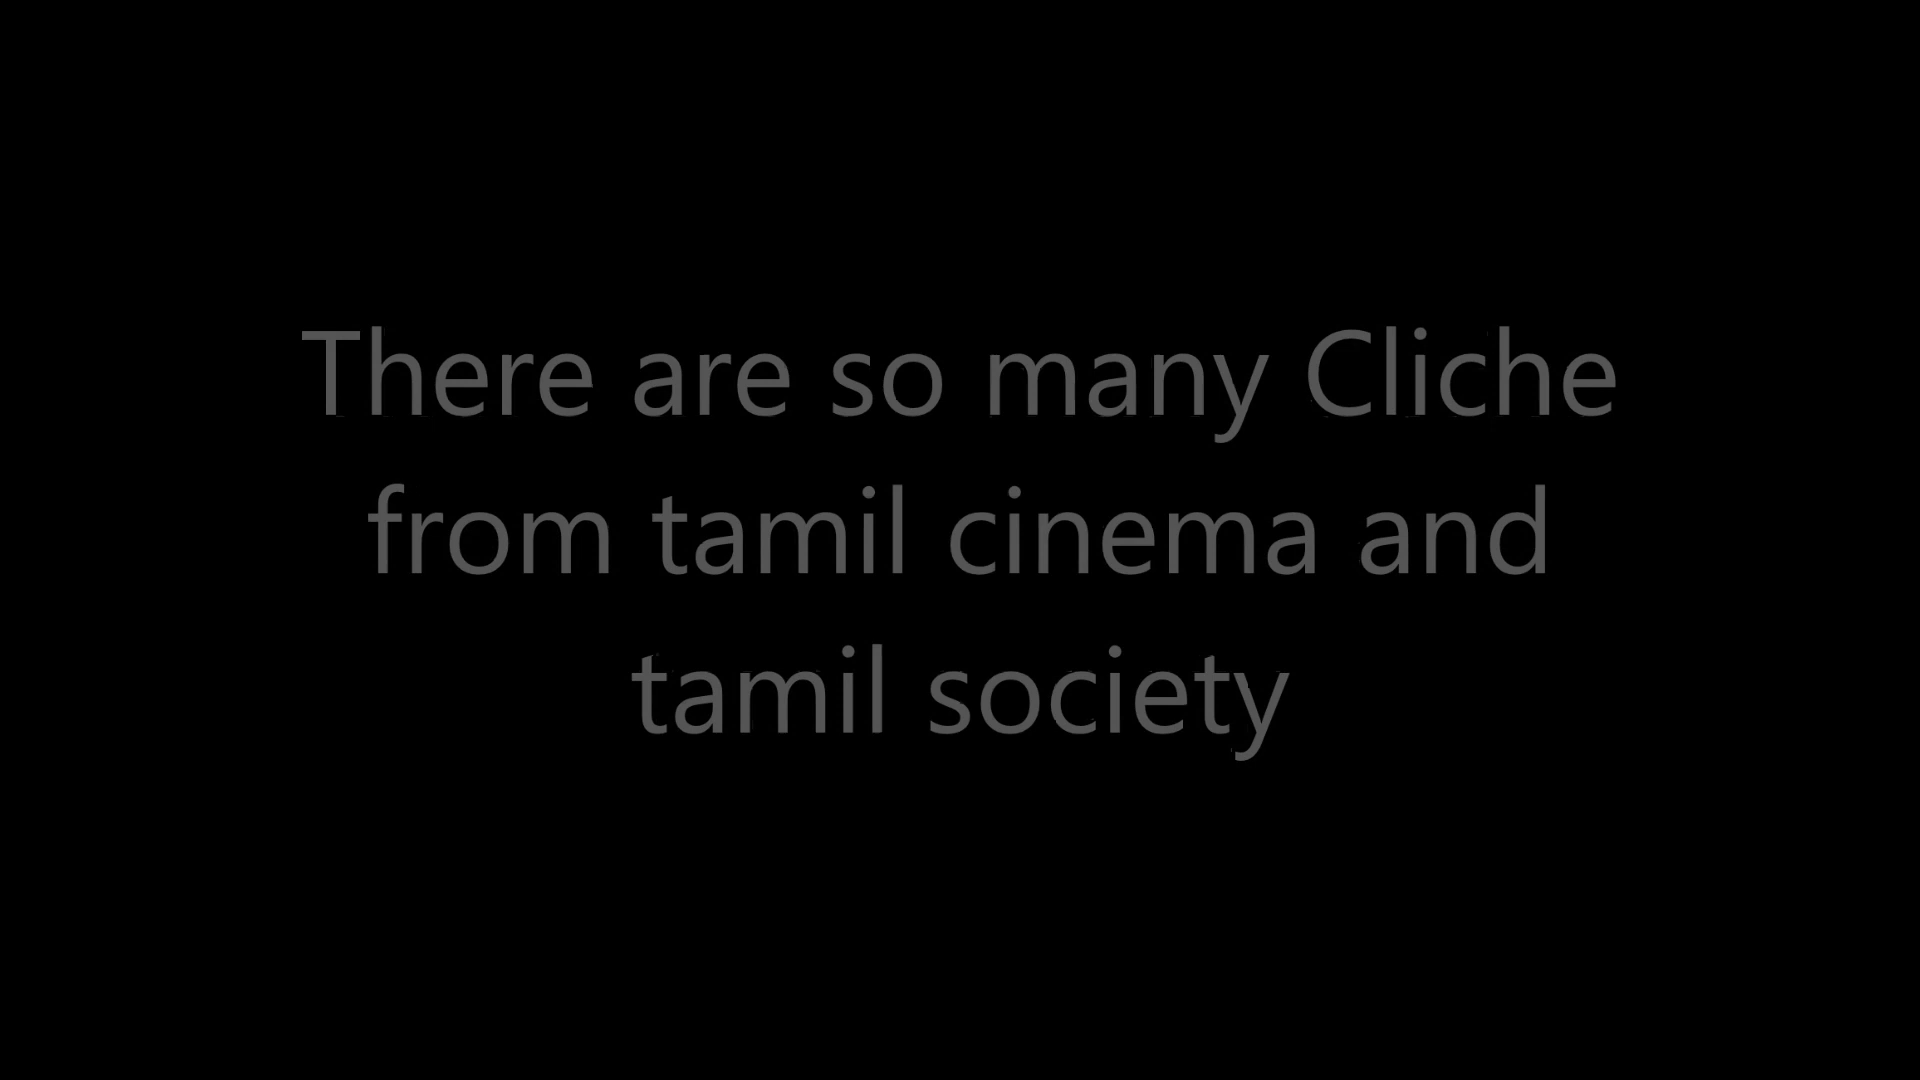 There are so many Cliche
from tamil cinema and
tamil society